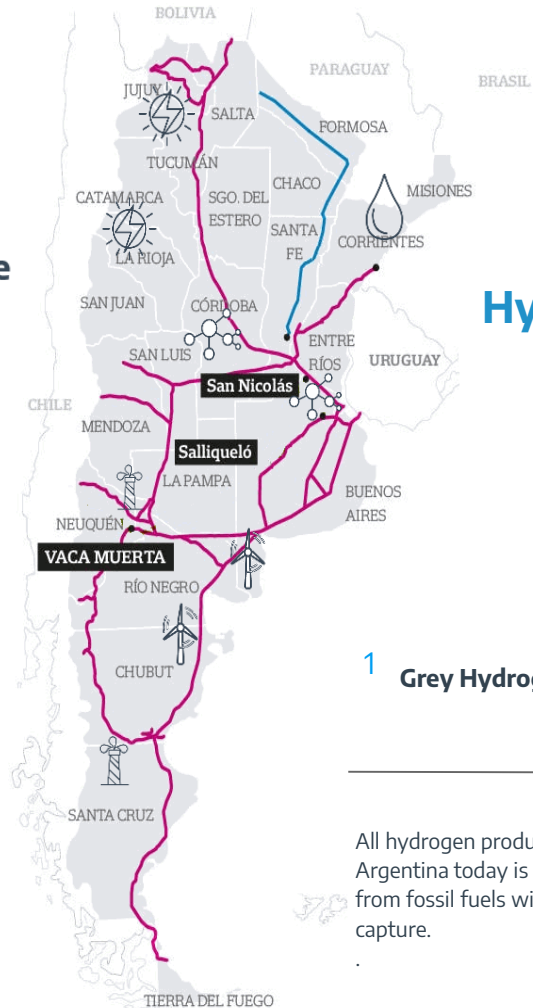 BOLIVIA
PARAGUAY
BRASIL
JUJUY
SALTA
FORMOSA
TUCUMÁN
CHACO
MISIONES
CATAMARCA
SGO. DEL
ESTERO
SANTA
FE
CORRIENTES
LA RIOJA
e
SAN JUAN
CÓRDOBA
Hy
ENTRE
RÍOS
SAN LUIS
URUGUAY
San Nicolás
CHILE
MENDOZA
Salliqueló
LA PAMPA
BUENOS
AIRES
NEUQUÉN
VACA MUERTA
RÍO NEGRO
1 Grey Hydrog
CHUBUT
SANTA CRUZ
All hydrogen produ
Argentina today is
from fossil fuels wi
capture.
.
TIERRA DEL FUEGO